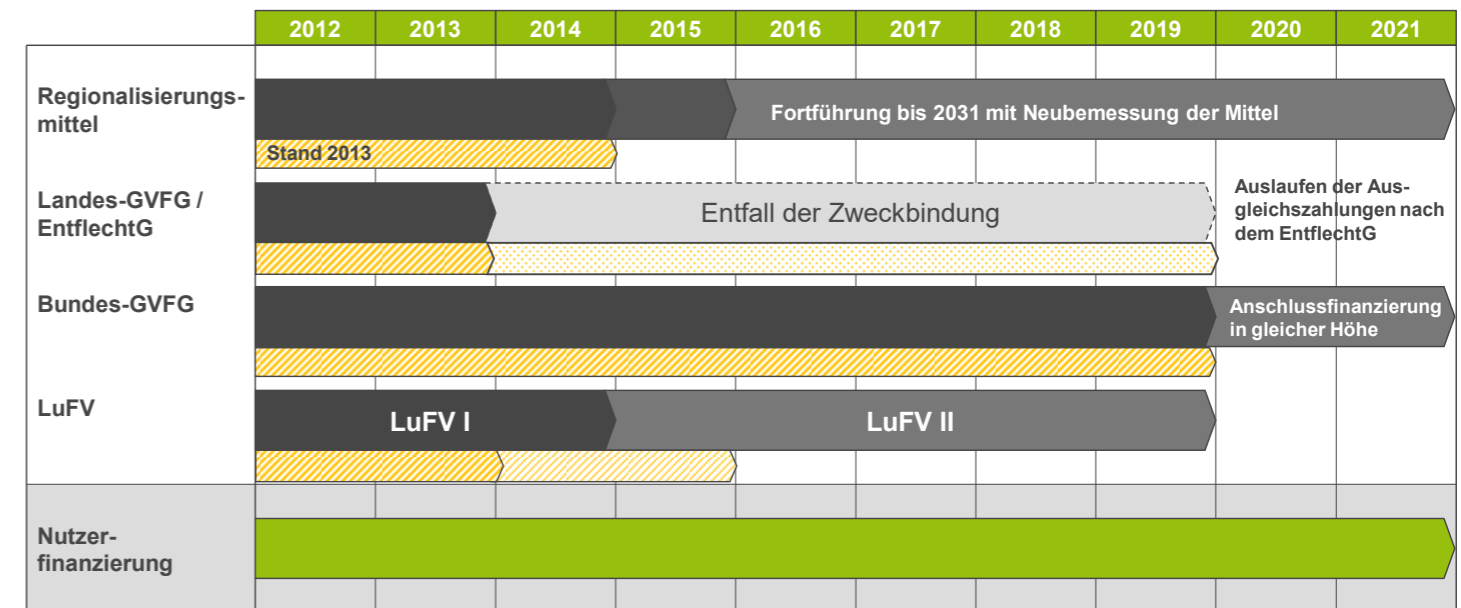 2012 2013 2014 2015 2016 2017 2018 2019 2020 2021
Regionalisierungs-
mittel
Fortführung bis 2031 mit Neubemessung der Mittel
Stand 2013
Landes-GVFG /
EntflechtG
Entfall der Zweckbindung
Auslaufen der Aus-
gleichszahlungen nach
dem EntflechtG
Bundes-GVFG
Anschlussfinanzierung
in gleicher Höhe
LuFV
LuFV I
LuFV II
Nutzer-
finanzierung